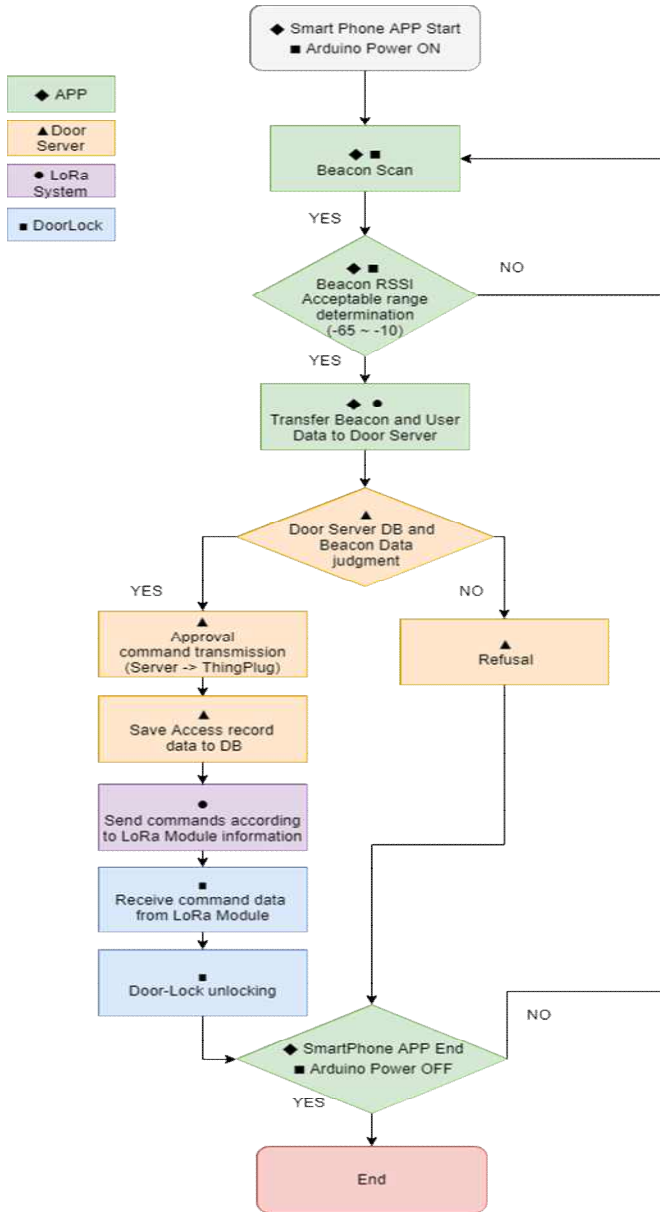 ◆ Smart Phone APP Start
■ Arduino Power ON
◆ APP
▲ Door
Server
● LoRa
System
■ DoorLock
◆ ■
Beacon Scan
YES
◆ ■
Beacon RSSI
Acceptable range
determination
(-65 ~ -10)
NO
YES
◆ ●
Transfer Beacon and User
Data to Door Server
▲
Door Server DB and
Beacon Data
judgment
YES
NO
▲
Approval
command transmission
(Server -> ThingPlug)
▲
Refusal
▲
Save Access record
data to DB
●
Send commands according
to LoRa Module information
■
Receive command data
from LoRa Module
■
Door-Lock unlocking
NO
◆ SmartPhone APP End
■ Arduino Power OFF
YES
End